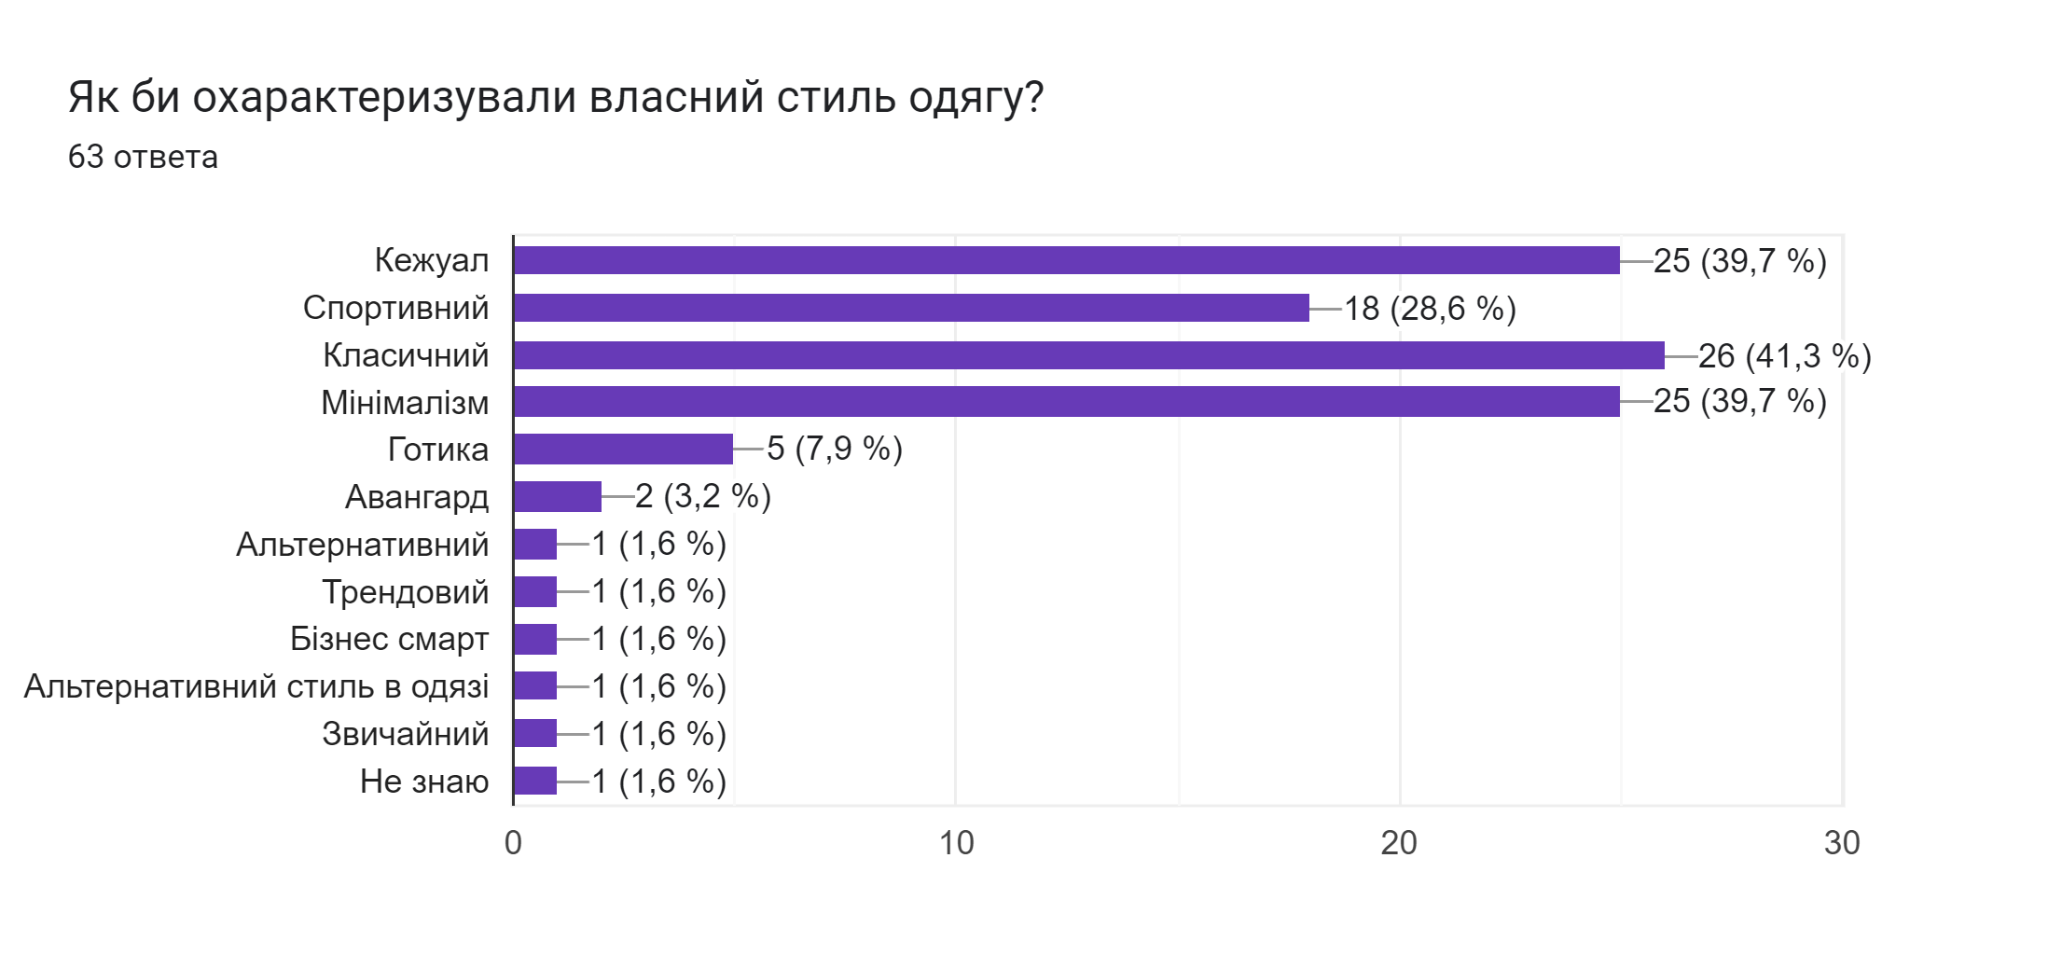 Як би охарактеризували власний стиль одягу?
63 ответа
Кежуал 25 (39,7 %)
Спортивний 18 (28,6 %)
Класичний 26 (41,3 %)
Мінімалізм 25 (39,7 %)
Готика 5 (7,9 %)
Авангард 2 (3,2 %)
Альтернативний 1 (1,6 %)
Трендовий 1 (1,6 %)
Бізнес смарт 1 (1,6 %)
Альтернативний стиль в одязі 1 (1,6 %)
Звичайний 1 (1,6 %)
Не знаю 1 (1,6 %)
0 10 20 30